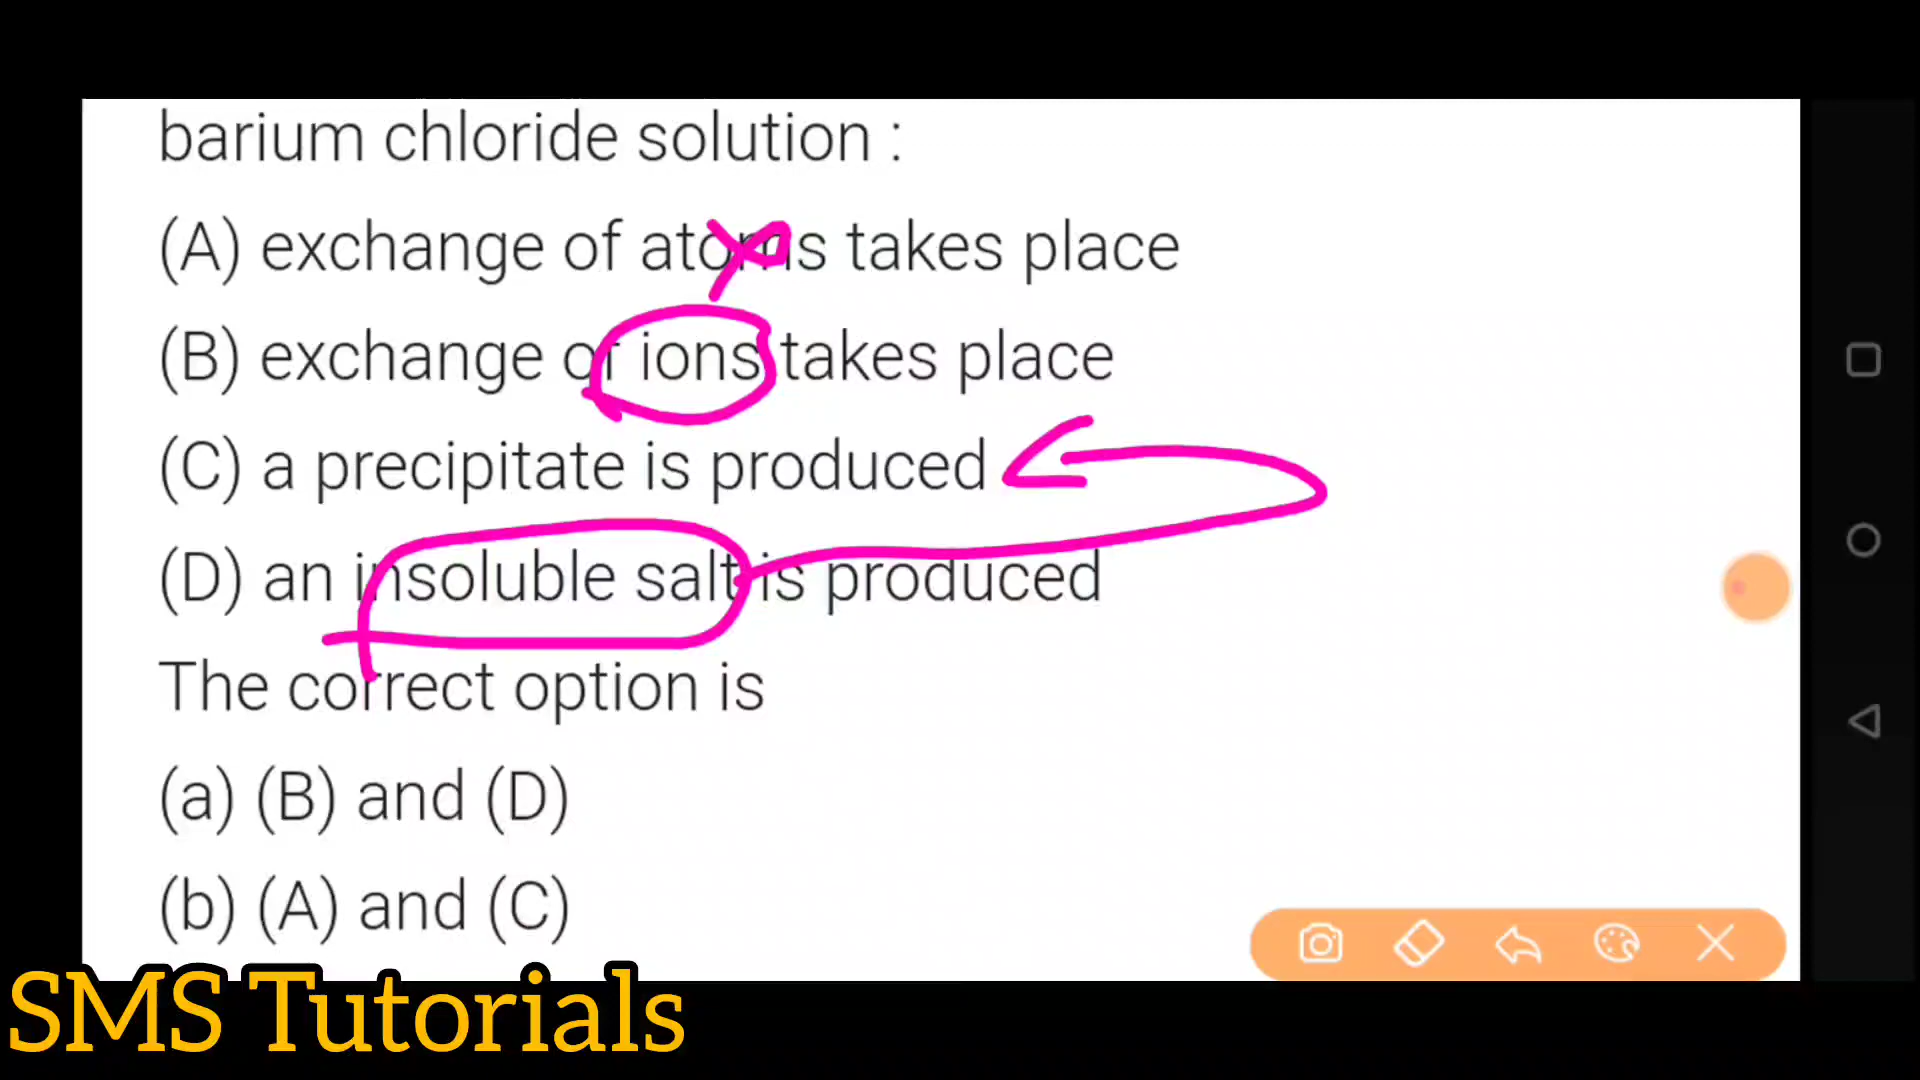 barium chloride solution :
(A) exchange of atoms takes place
(B) exchange of ions takes place
(C) a precipitate is produced
(D) an insoluble salt is produced
The correct option is
(a) (B) and (D)
(b) (A) and (C)
SMS Tutorials